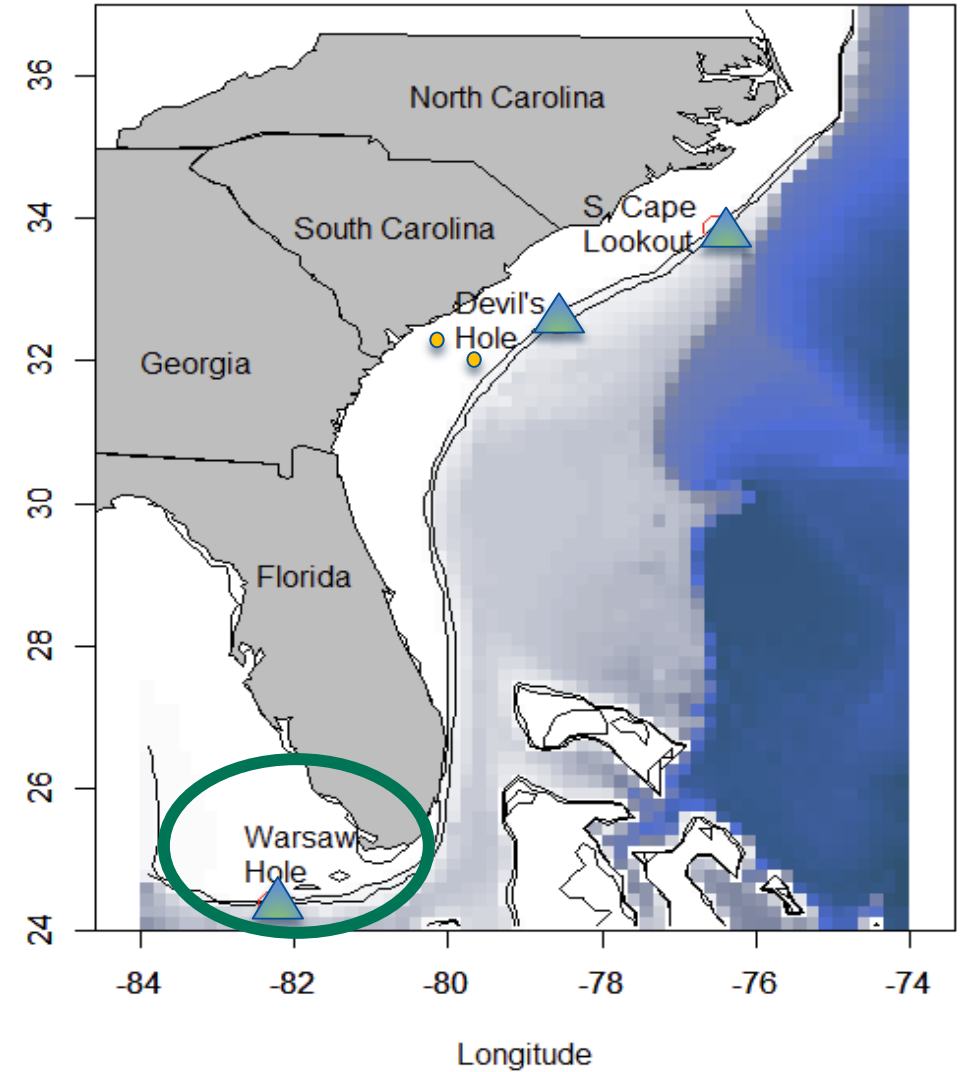 36
North Carolina
34
S. Cape
Lookout
South Carolina
Devil's
Hole
32
Georgia
30
Florida
28
26
Warsaw
Hole
24
-84 -82 -80 -78 -76 -74
Longitude